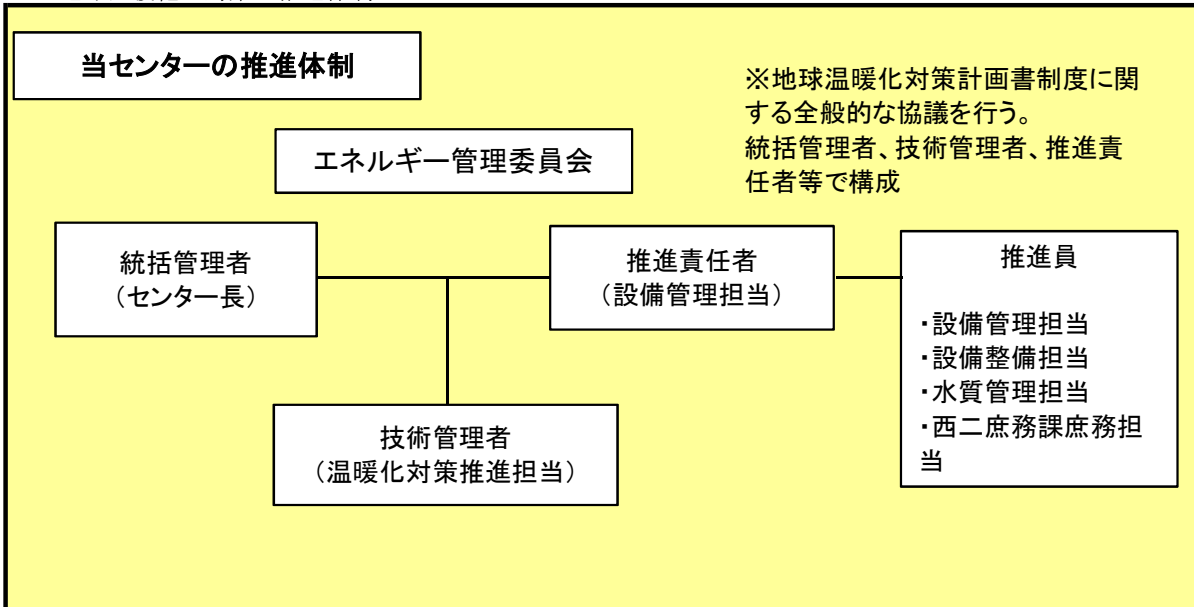 当センターの推進体制
※地球温暖化対策計画書制度に関
する全般的な協議を行う。
統括管理者、技術管理者、推進責
任者等で構成
エネルギー管理委員会
統括管理者
（センター長）
推進責任者
（設備管理担当）
推進員
・設備管理担当
・設備整備担当
・水質管理担当
・西二庶務課庶務担
当
技術管理者
（温暖化対策推進担当）